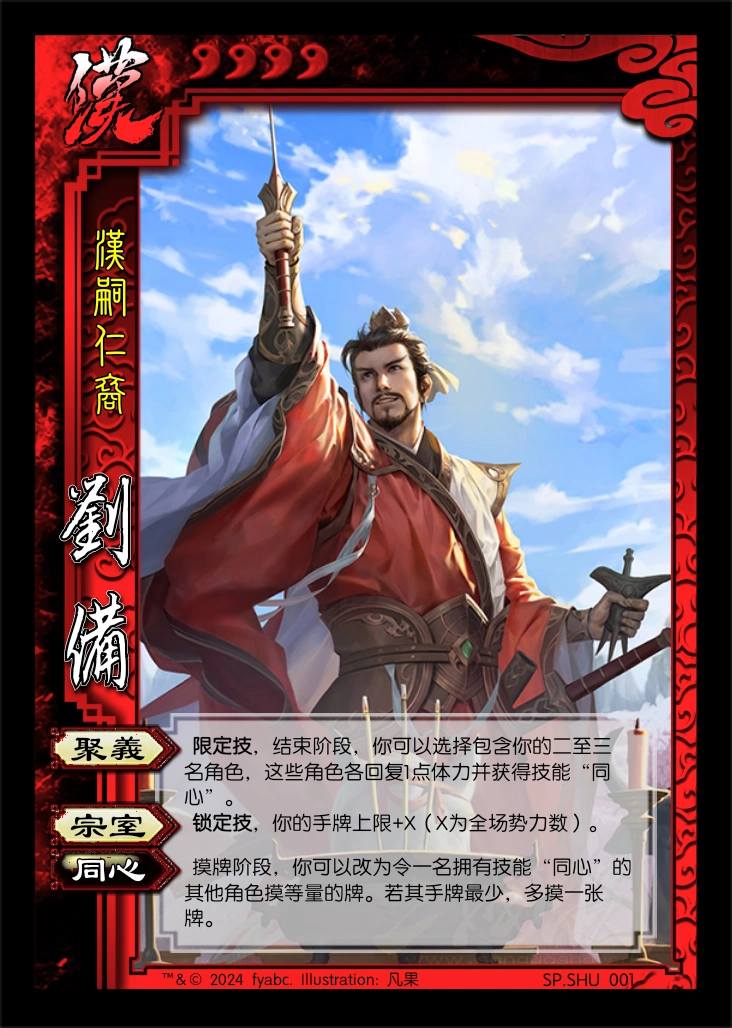 漢嗣仁裔
劉備
聚義
限定技，结束阶段，你可以选择包含你的二至三
名角色，这些角色各回复1点体力并获得技能“同
心”。
宗室
锁定技，你的手牌上限+X（X为全场势力数）。
同心
摸牌阶段，你可以改为令一名拥有技能“同心”的
其他角色摸等量的牌。若其手牌最少，多摸一张
牌。
™&© 2024 fyabc. Illustration: 凡果
SP.SHU 001